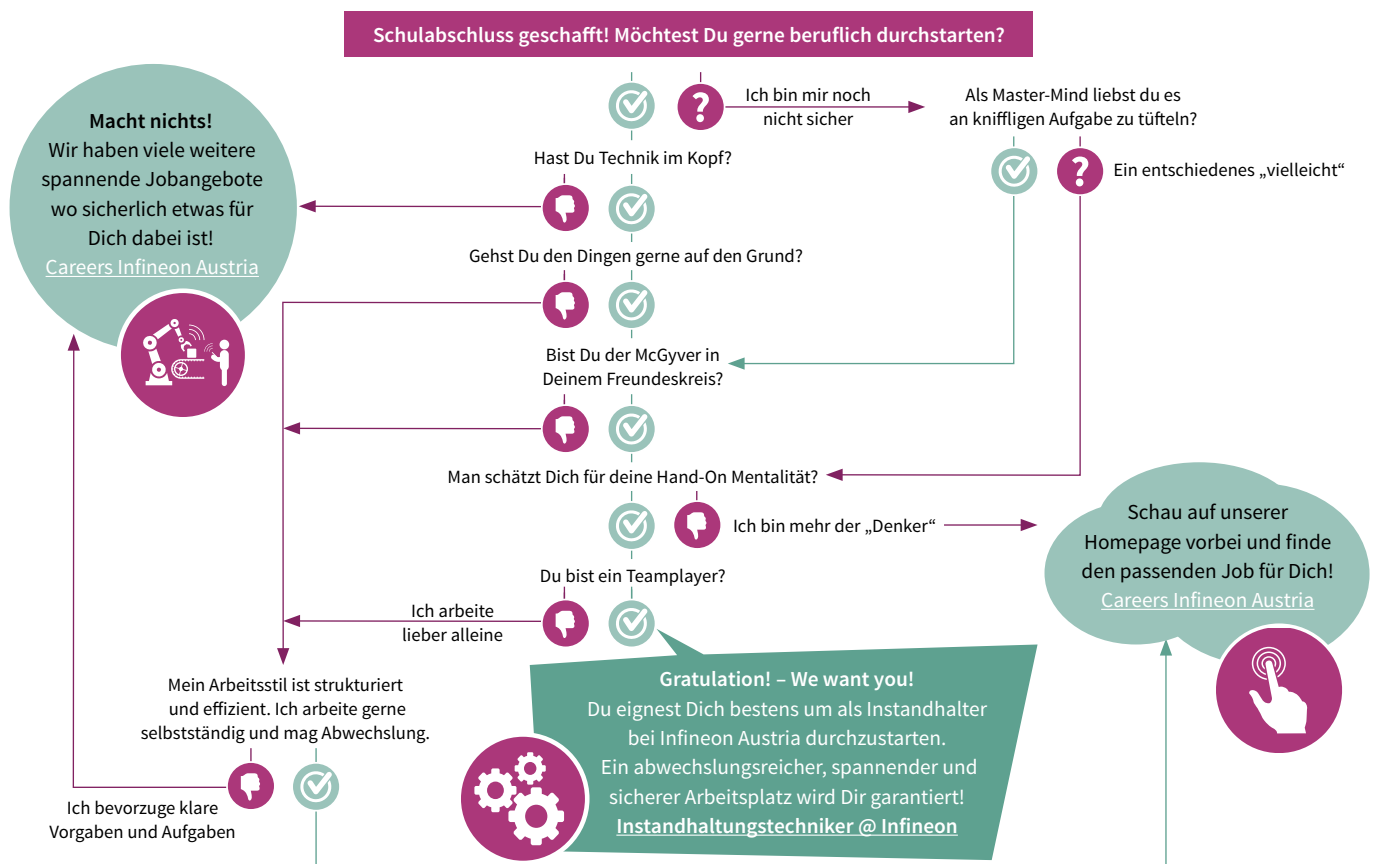 Schulabschluss geschafft! Möchtest Du gerne beruflich durchstarten?
Ich bin mir noch
nicht sicher
Als Master-Mind liebst du es
an kniffligen Aufgabe zu tüfteln?
Ein entschiedenes „vielleicht“
Macht nichts!
Wir haben viele weitere
spannende Jobangebote
wo sicherlich etwas für
Dich dabei ist!
Careers Infineon Austria
Hast Du Technik im Kopf?
Gehst Du den Dingen gerne auf den Grund?
Bist Du der McGyver in
Deinem Freundeskreis?
Man schätzt Dich für deine Hand-On Mentalität?
Ich bin mehr der „Denker“
Schau auf unserer
Homepage vorbei und finde
den passenden Job für Dich!
Careers Infineon Austria
Du bist ein Teamplayer?
Ich arbeite
lieber alleine
Gratulation! – We want you!
Du eignest Dich bestens um als Instandhalter
bei Infineon Austria durchzustarten.
Ein abwechslungsreicher, spannender und
sicherer Arbeitsplatz wird Dir garantiert!
Instandhaltungstechniker @ Infineon
Mein Arbeitsstil ist strukturiert
und effizient. Ich arbeite gerne
selbstständig und mag Abwechslung.
Ich bevorzuge klare
Vorgaben und Aufgaben